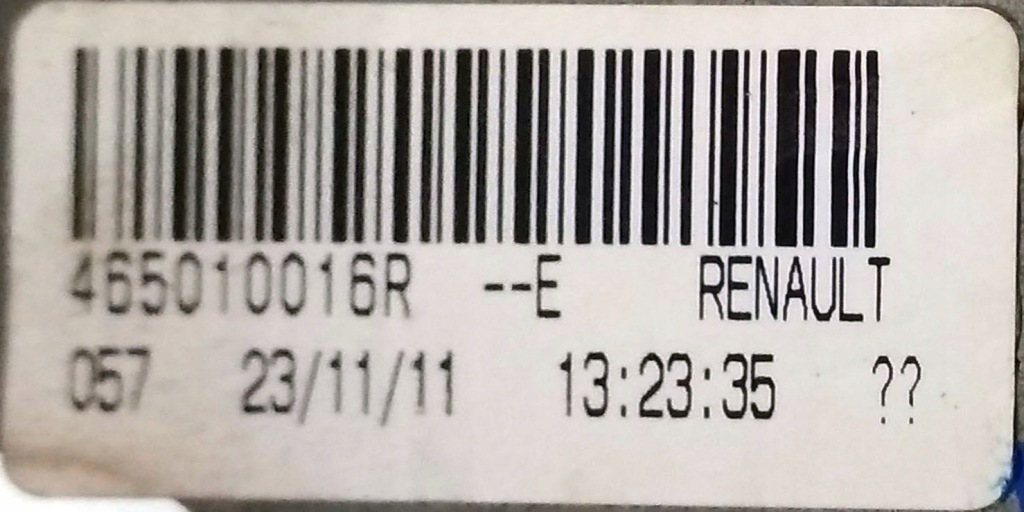 465010016R --E RENAULT
057 23/11/11 13:23:35 ??